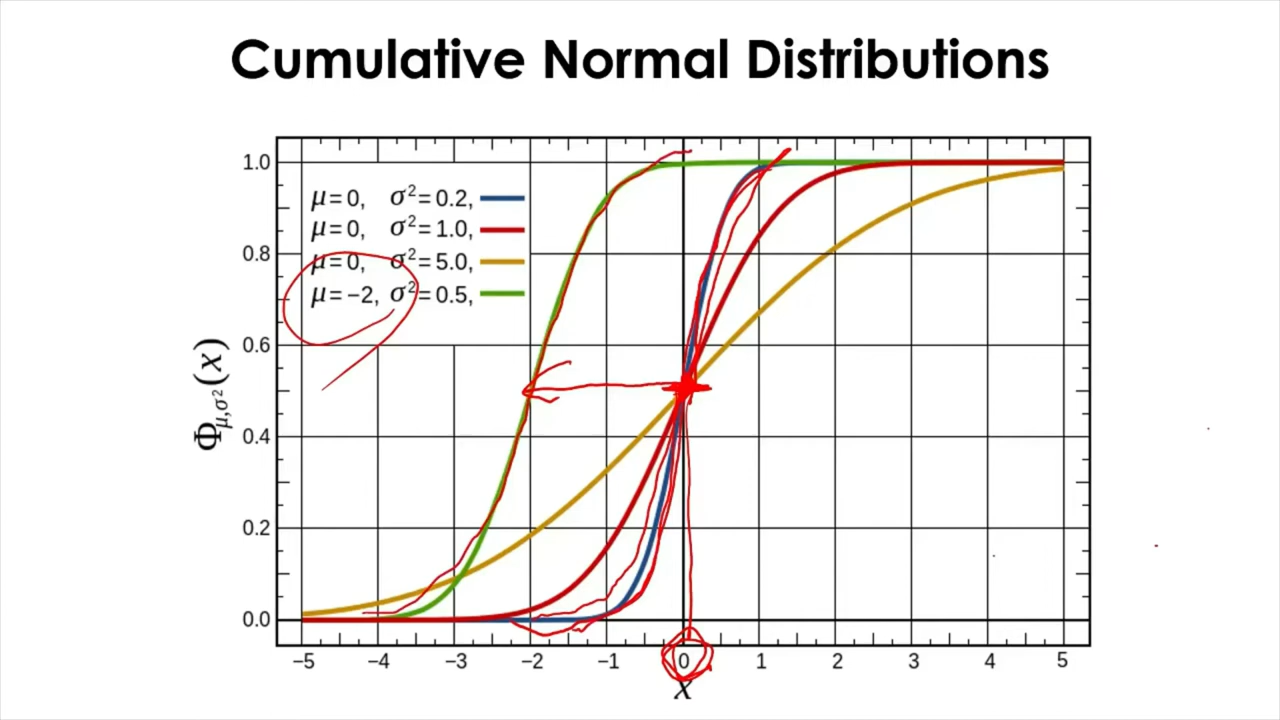 Cumulative Normal Distributions
1.0
0.8
0.6
0.4
0.2
0.0
μ=0, σ²=0.2,
μ=0, σ²=1.0,
μ=0, σ²=5.0,
μ=−2, σ²=0.5,
Φμ,σ²(x)
−5 −4 −3 −2 −1 0 1 2 3 4 5
x